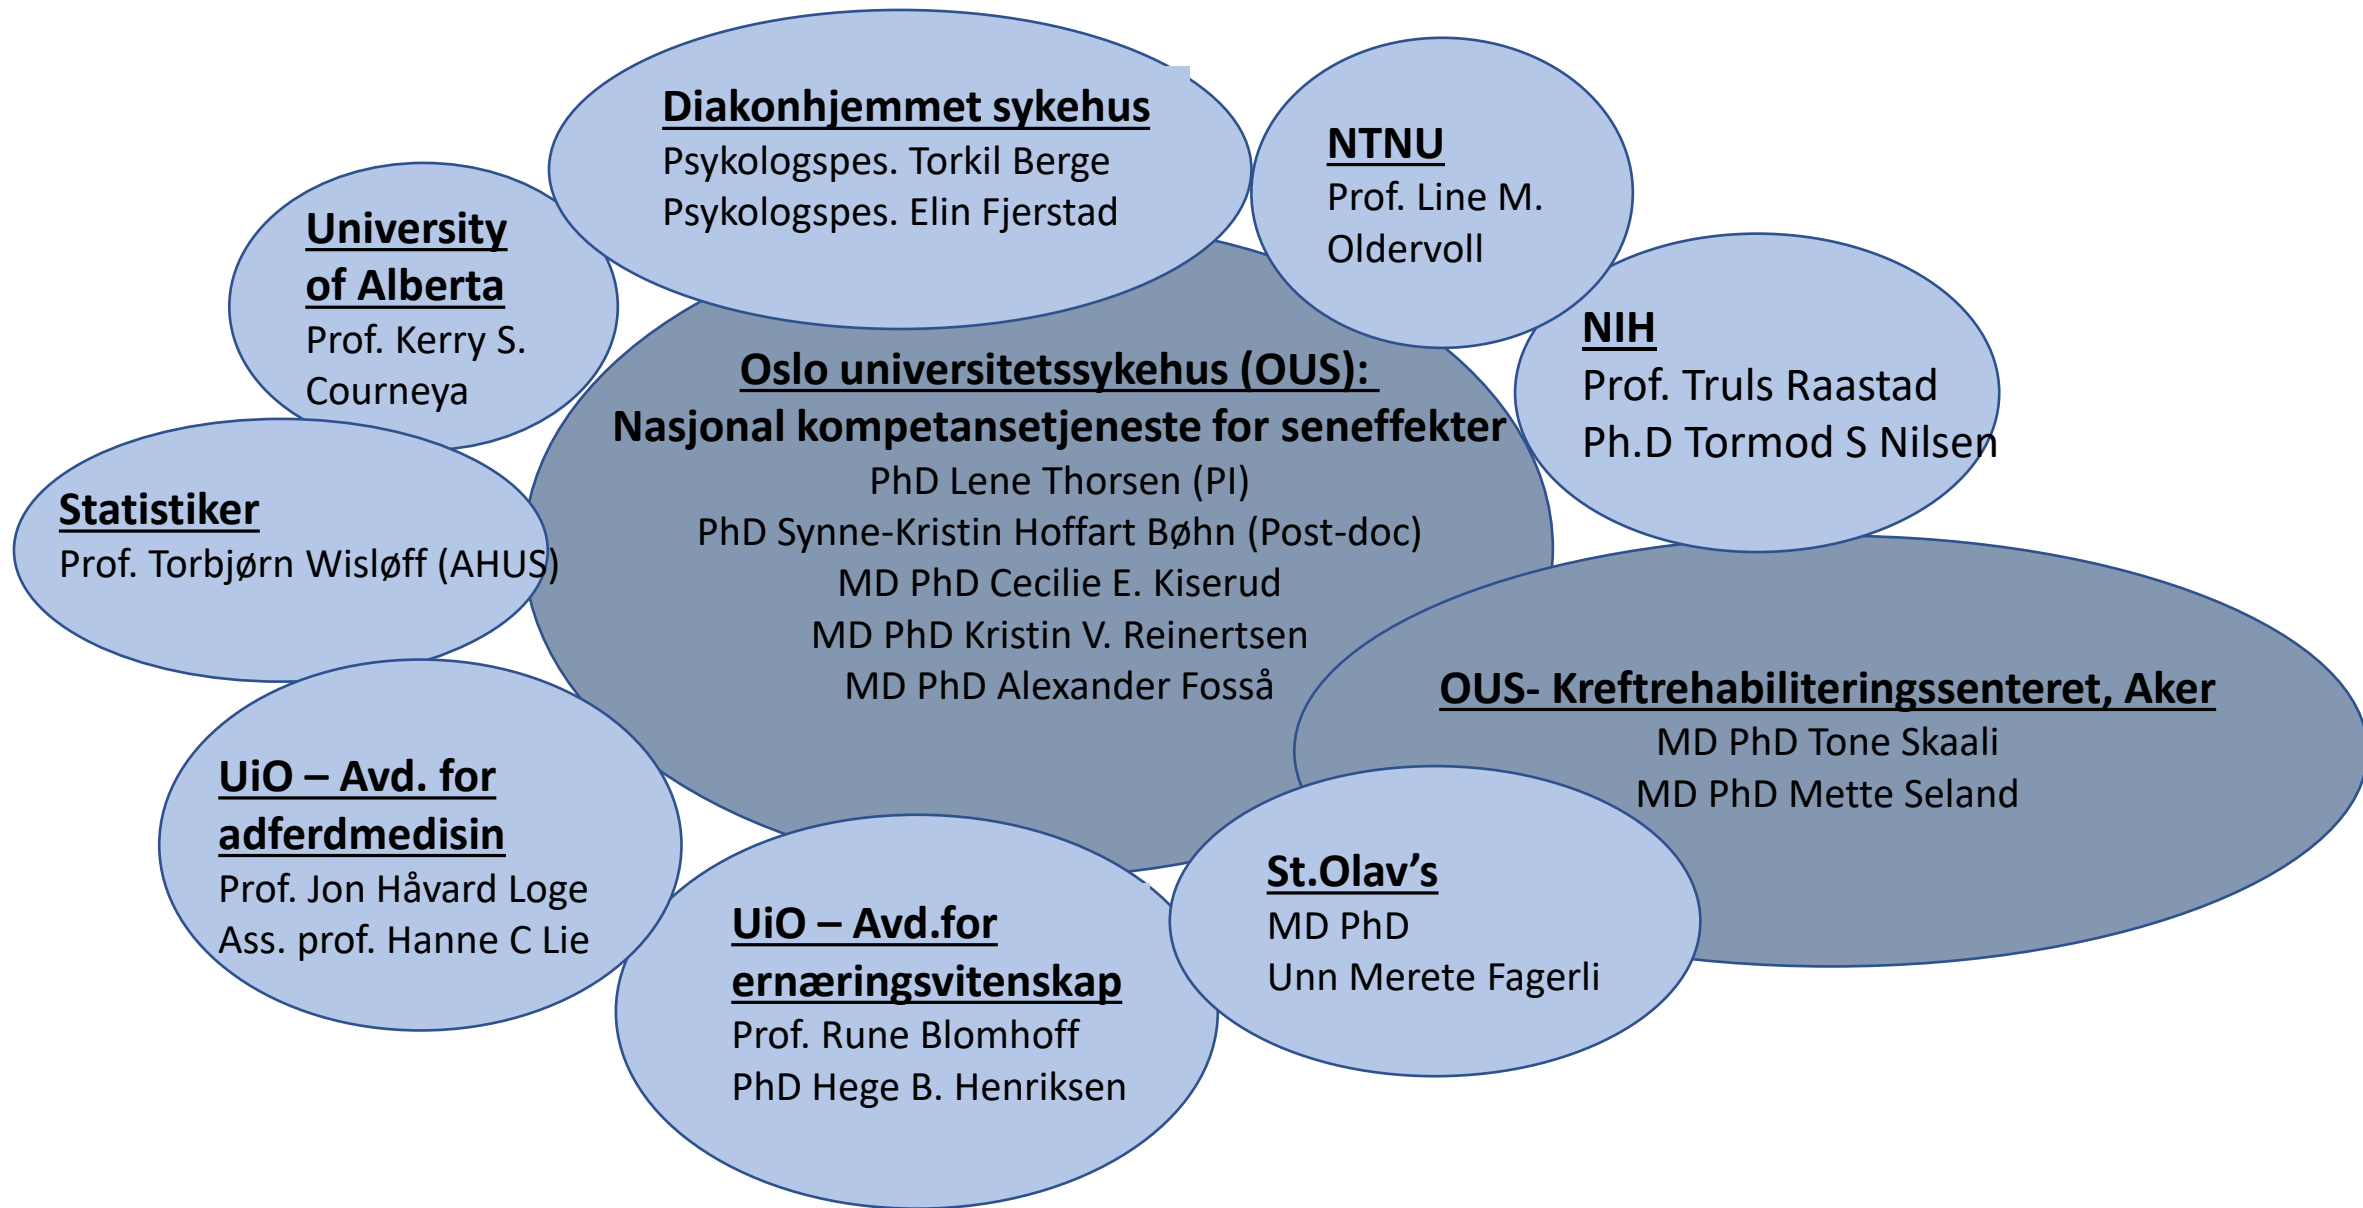 Diakonhjemmet sykehus
Psykologspes. Torkil Berge
Psykologspes. Elin Fjerstad
NTNU
Prof. Line M.
Oldervoll
University
of Alberta
Prof. Kerry S.
Courneya
NIH
Prof. Truls Raastad
Ph.D Tormod S Nilsen
Oslo universitetssykehus (OUS):
Nasjonal kompetansetjeneste for seneffekter
PhD Lene Thorsen (PI)
PhD Synne-Kristin Hoffart Bøhn (Post-doc)
MD PhD Cecilie E. Kiserud
MD PhD Kristin V. Reinertsen
MD PhD Alexander Fosså
Statistiker
Prof. Torbjørn Wisløff (AHUS)
OUS- Kreftrehabiliteringssenteret, Aker
MD PhD Tone Skaali
MD PhD Mette Seland
UiO – Avd. for
adferdmedisin
Prof. Jon Håvard Loge
Ass. prof. Hanne C Lie
UiO – Avd.for
ernæringsvitenskap
Prof. Rune Blomhoff
PhD Hege B. Henriksen
St.Olav’s
MD PhD
Unn Merete Fagerli